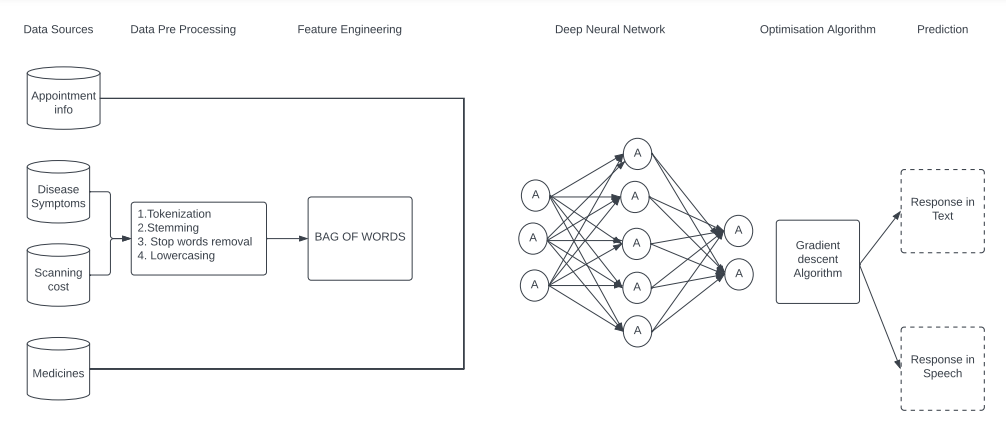 Data Sources
Data Pre Processing
Feature Engineering
Deep Neural Network
Optimisation Algorithm
Prediction
Appointment
info
Disease
Symptoms
Scanning
cost
Medicines
1.Tokenization
2.Stemming
3. Stop words removal
4. Lowercasing
BAG OF WORDS
A
A
A
A
A
A
A
A
A
A
Gradient
descent
Algorithm
Response in
Text
Response in
Speech